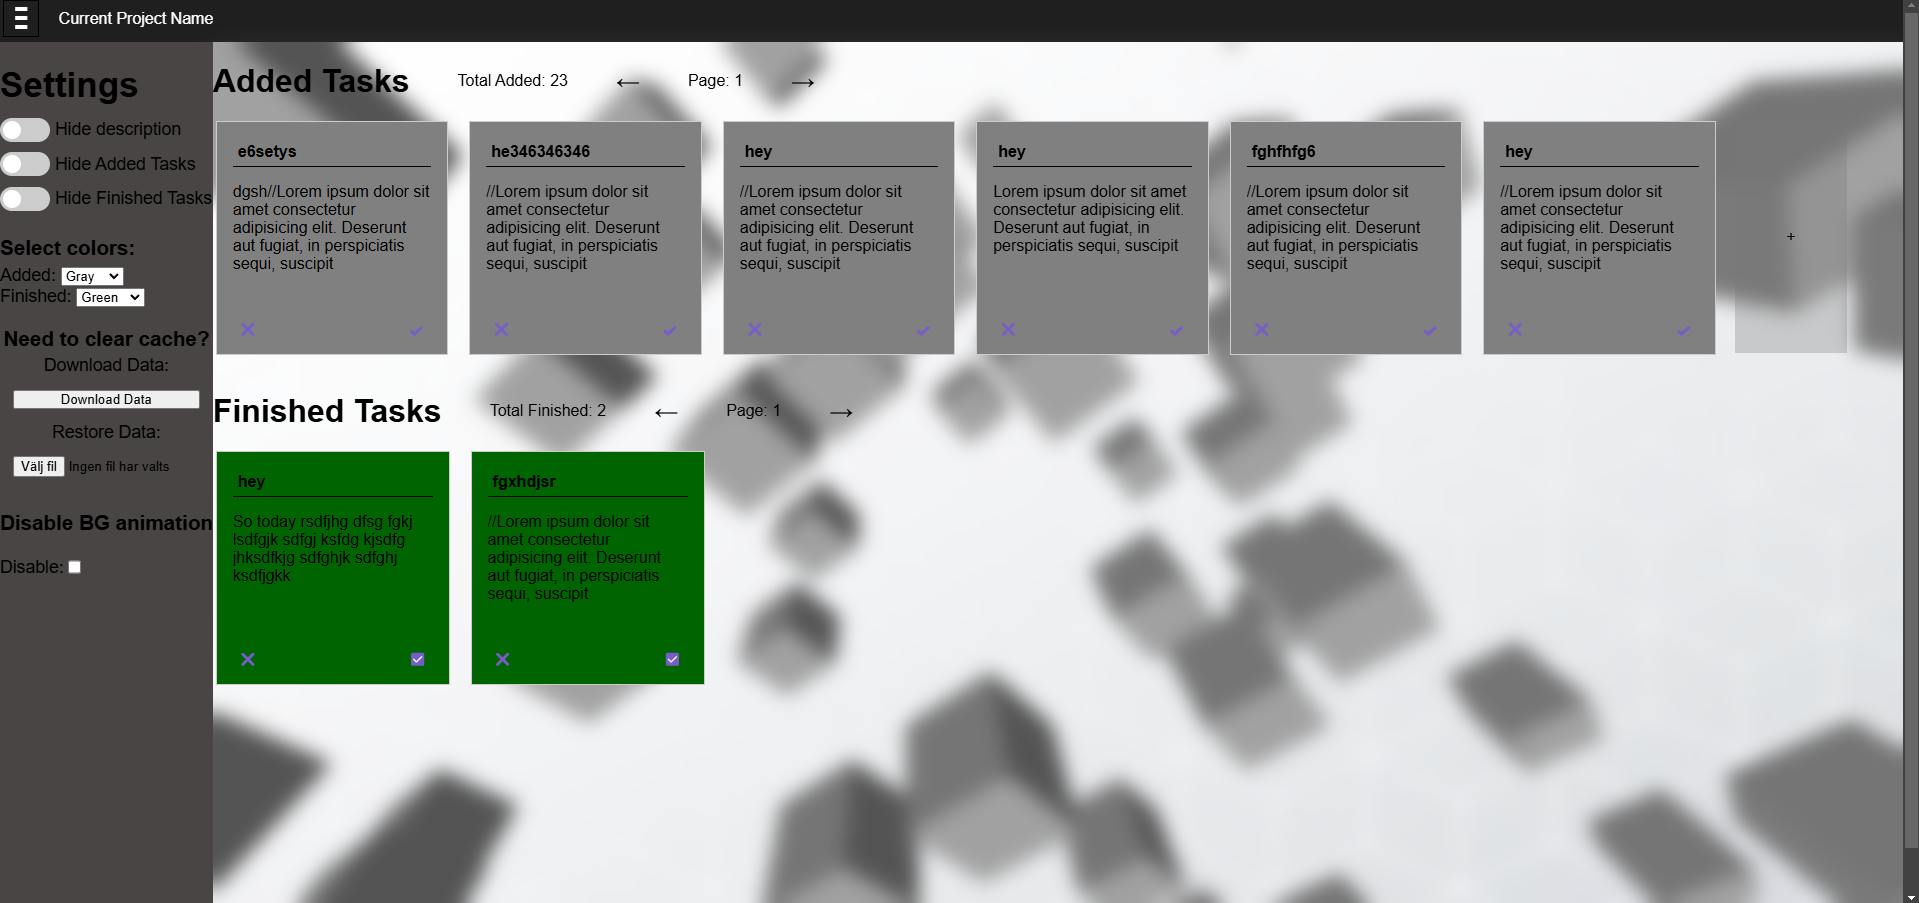 Current Project Name
Settings
Hide description
Hide Added Tasks
Hide Finished Tasks
Select colors:
Added: Gray
Finished: Green
Need to clear cache?
Download Data:
Download Data
Restore Data:
Välj fil Ingen fil har valts
Disable BG animation
Disable:
Added Tasks Total Added: 23 ← Page: 1 →
e6setys
dgsh//Lorem ipsum dolor sit
amet consectetur
adipisicing elit. Deserunt
aut fugiat, in perspiciatis
sequi, suscipit
he346346346
//Lorem ipsum dolor sit
amet consectetur
adipisicing elit. Deserunt
aut fugiat, in perspiciatis
sequi, suscipit
hey
//Lorem ipsum dolor sit
amet consectetur
adipisicing elit. Deserunt
aut fugiat, in perspiciatis
sequi, suscipit
hey
Lorem ipsum dolor sit amet
consectetur adipisicing elit.
Deserunt aut fugiat, in
perspiciatis sequi, suscipit
fghfhfg6
//Lorem ipsum dolor sit
amet consectetur
adipisicing elit. Deserunt
aut fugiat, in perspiciatis
sequi, suscipit
hey
//Lorem ipsum dolor sit
amet consectetur
adipisicing elit. Deserunt
aut fugiat, in perspiciatis
sequi, suscipit
+
Finished Tasks Total Finished: 2 ← Page: 1 →
hey
So today rsdfjhg dfsg fgkj
lsdfgjk sdfgj ksfdg kjsdfg
jhksdfkjg sdfghjk sdfghj
ksdfjgkk
fgxhdjsr
//Lorem ipsum dolor sit
amet consectetur
adipisicing elit. Deserunt
aut fugiat, in perspiciatis
sequi, suscipit